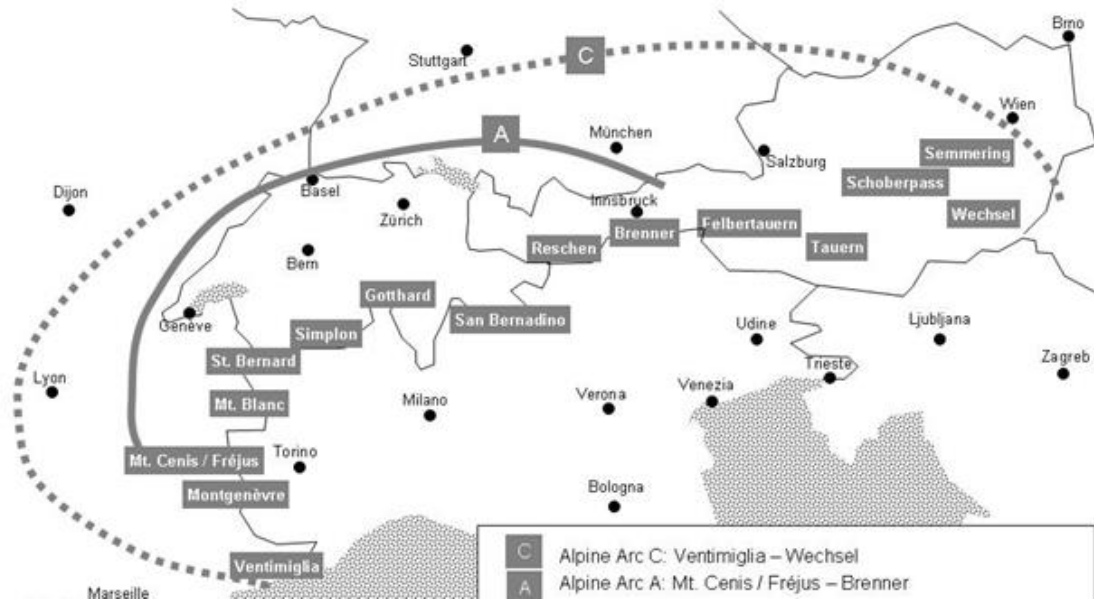 Brno
C
Stuttgart
Wien
A
München
Semmering
Salzburg
Schoberpass
Basel
Dijon
Zürich
Innsbruck
Wechsel
Felbertauern
Brenner
Reschen
Tauern
Bern
Gotthard
Genève
San Bernadino
Simplon
Udine
Ljubljana
St. Bernard
Trieste
Zagreb
Lyon
Mt. Blanc
Milano
Verona
Venezia
Mt. Cenis / Fréjus
Torino
Montgenèvre
Bologna
Ventimiglia
Marseille
C Alpine Arc C: Ventimiglia – Wechsel
A Alpine Arc A: Mt. Cenis / Fréjus – Brenner